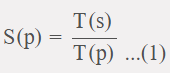 S(p) = T(s) / T(p) ...(1)